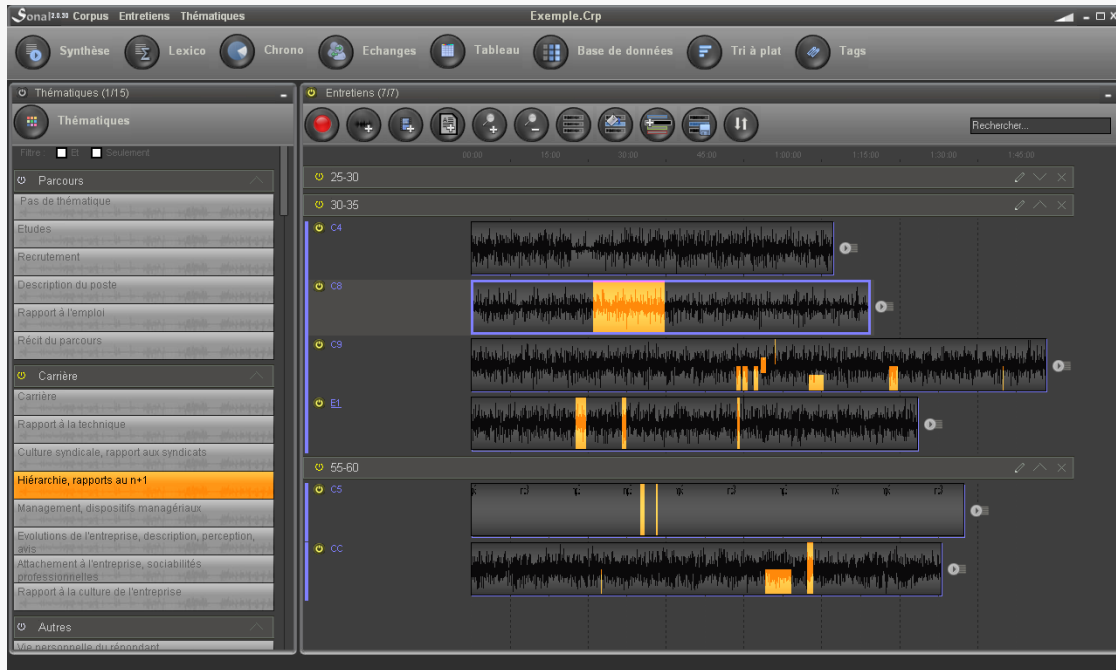 Sonal 2.0.30 Corpus Entretiens Thématiques Exemple.Crp
Synthèse Lexico Chrono Echanges Tableau Base de données Tri à plat Tags
Thématiques (1/15)
Thématiques
Filtre Et Seulement
Parcours
Pas de thématique
Etudes
Recrutement
Description du poste
Rapport à l'emploi
Récit du parcours
Carrière
Carrière
Rapport à la technique
Culture syndicale, rapport aux syndicats
Hiérarchie, rapports au n+1
Management, dispositifs managériaux
Evolutions de l'entreprise, description, perception,
avis
Attachement à l'entreprise, sociabilités
professionnelles
Rapport à la culture de l'entreprise
Autres
Vie personnelle du répondant
Entretiens (7/7)
Rechercher...
00:00 15:00 30:00 45:00 1:00:00 1:15:00 1:30:00 1:45:00
25-30
30-35
C4
C8
C9
E1
55-60
C5
CC